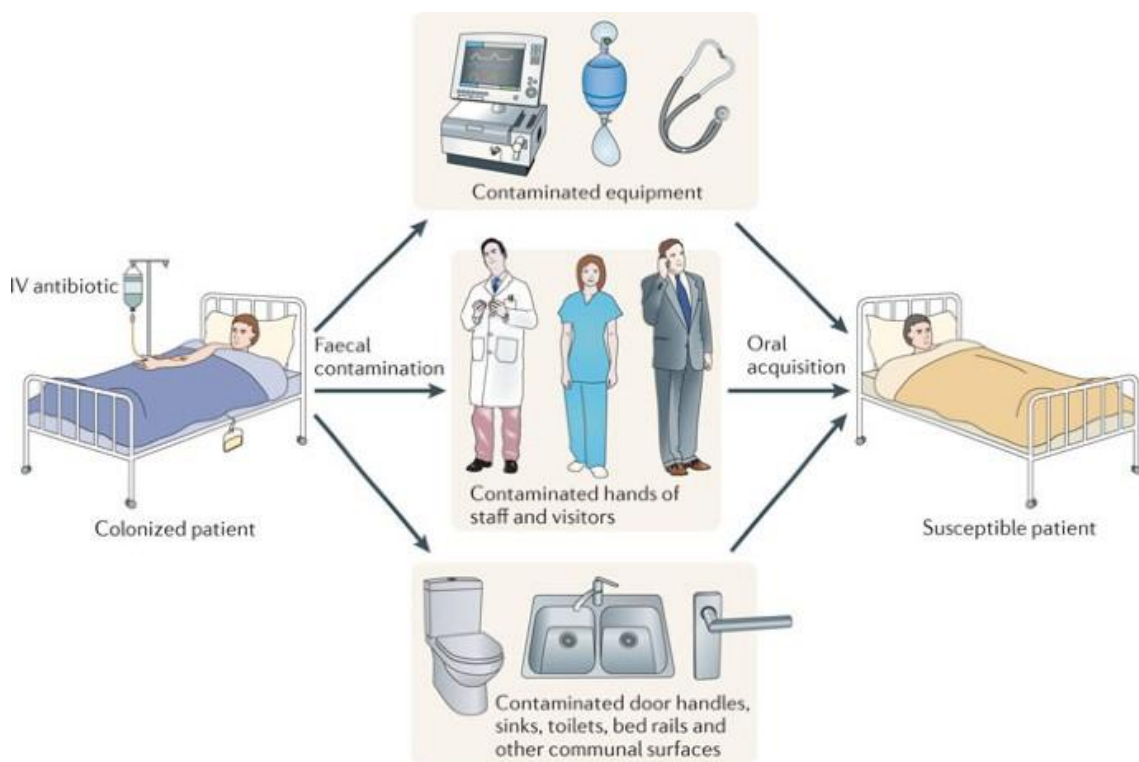 Contaminated equipment
IV antibiotic
Faecal
contamination
Oral
acquisition
Contaminated hands of
staff and visitors
Colonized patient
Susceptible patient
Contaminated door handles,
sinks, toilets, bed rails and
other communal surfaces